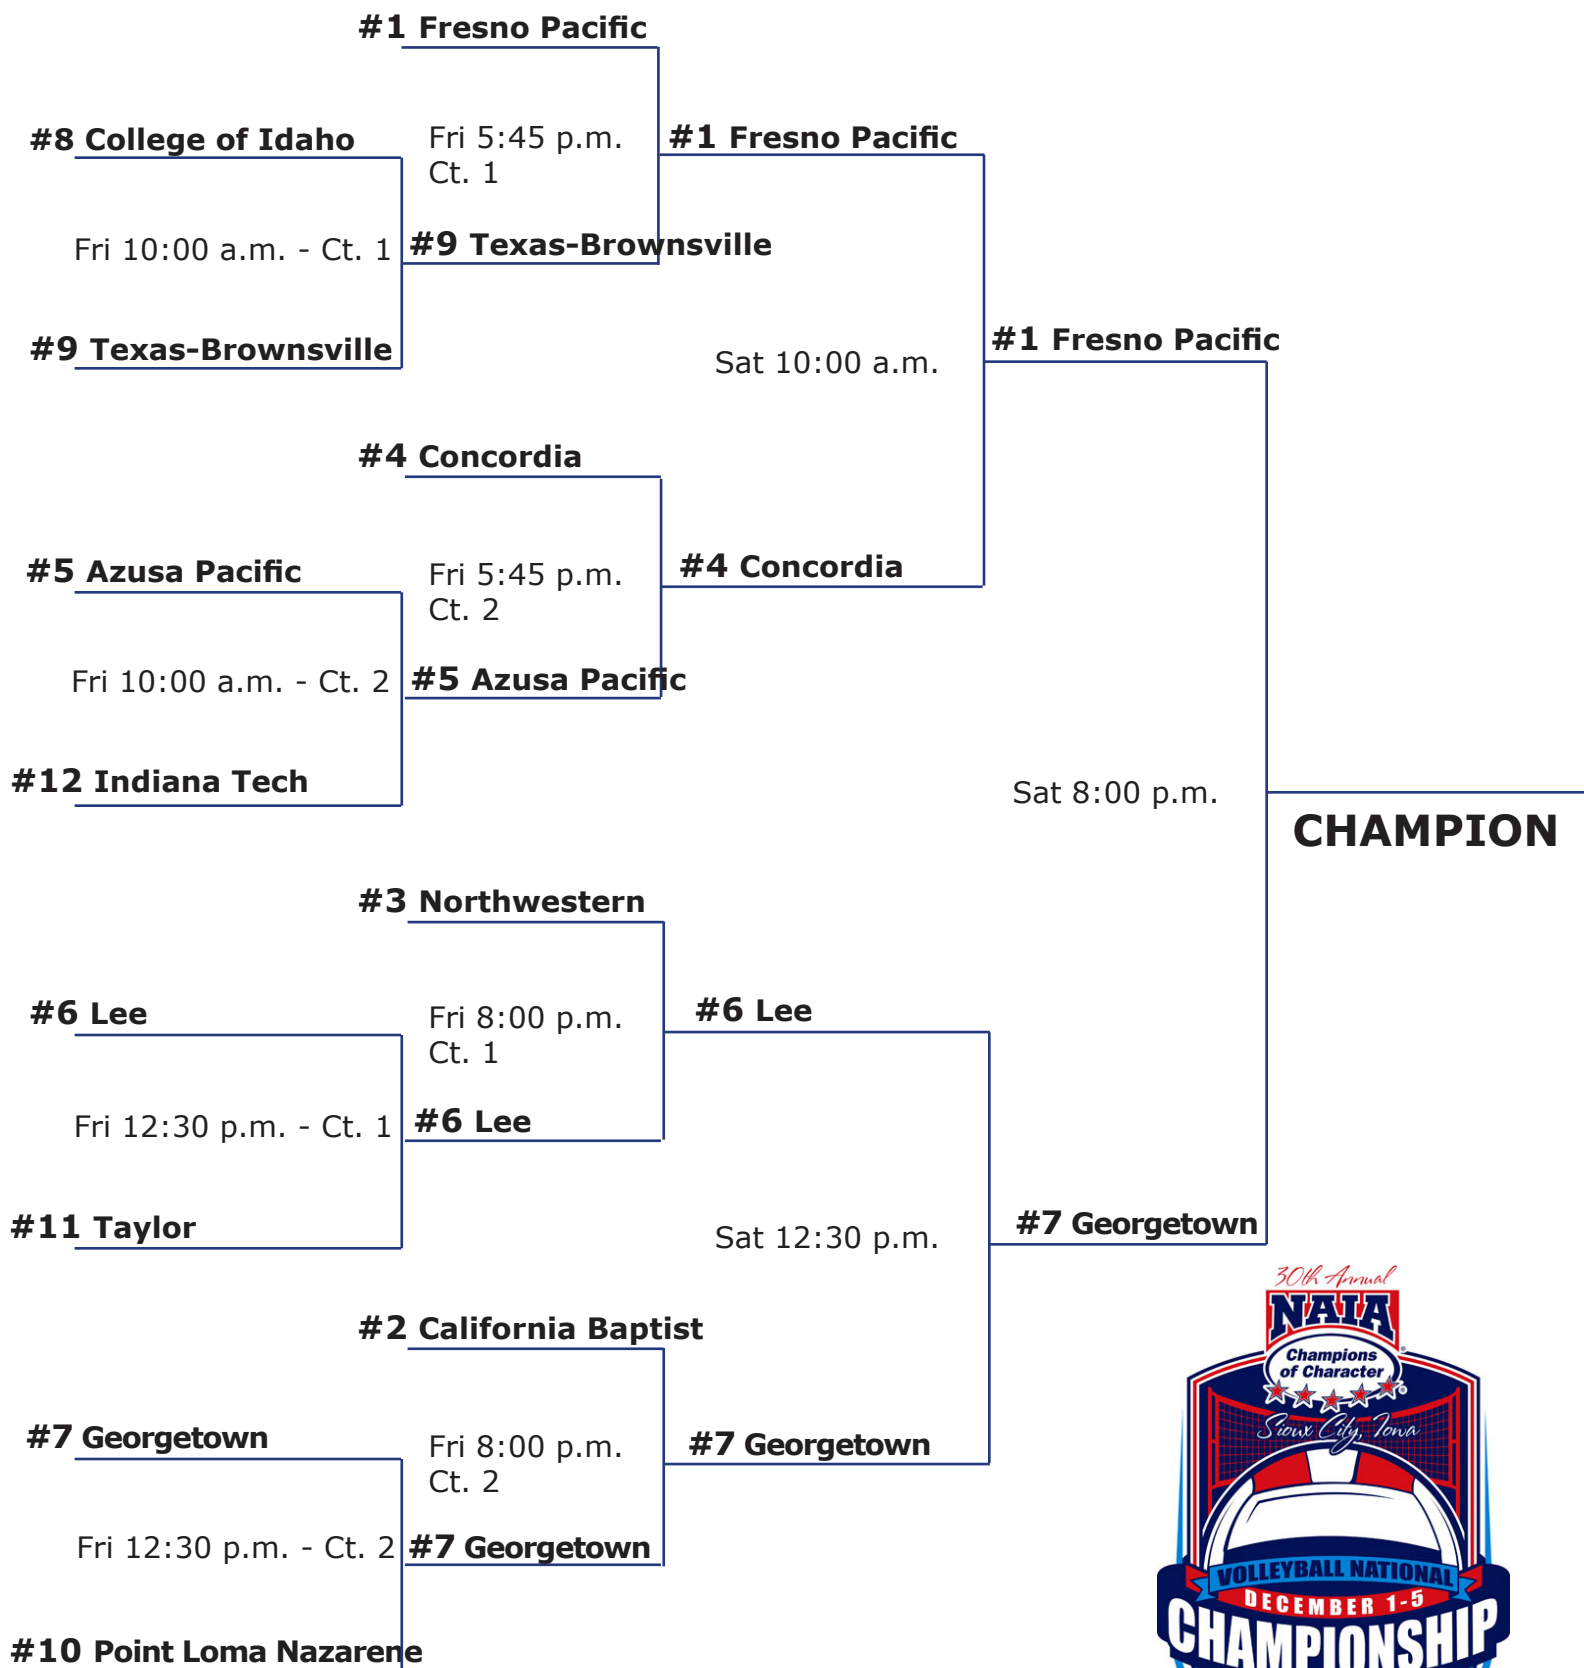 #1 Fresno Pacific
#8 College of Idaho
Fri 5:45 p.m.
Ct. 1
#1 Fresno Pacific
Fri 10:00 a.m. - Ct. 1
#9 Texas-Brownsville
#9 Texas-Brownsville
Sat 10:00 a.m.
#1 Fresno Pacific
#4 Concordia
#5 Azusa Pacific
Fri 5:45 p.m.
Ct. 2
#4 Concordia
Fri 10:00 a.m. - Ct. 2
#5 Azusa Pacific
#12 Indiana Tech
Sat 8:00 p.m.
CHAMPION
#3 Northwestern
#6 Lee
Fri 8:00 p.m.
Ct. 1
#6 Lee
Fri 12:30 p.m. - Ct. 1
#6 Lee
#11 Taylor
Sat 12:30 p.m.
#7 Georgetown
#2 California Baptist
#7 Georgetown
Fri 8:00 p.m.
Ct. 2
#7 Georgetown
Fri 12:30 p.m. - Ct. 2
#7 Georgetown
#10 Point Loma Nazarene
30th Annual
NAIA
Champions
of Character
®
Sioux City, Iowa
VOLLEYBALL NATIONAL
DECEMBER 1-5
CHAMPIONSHIP